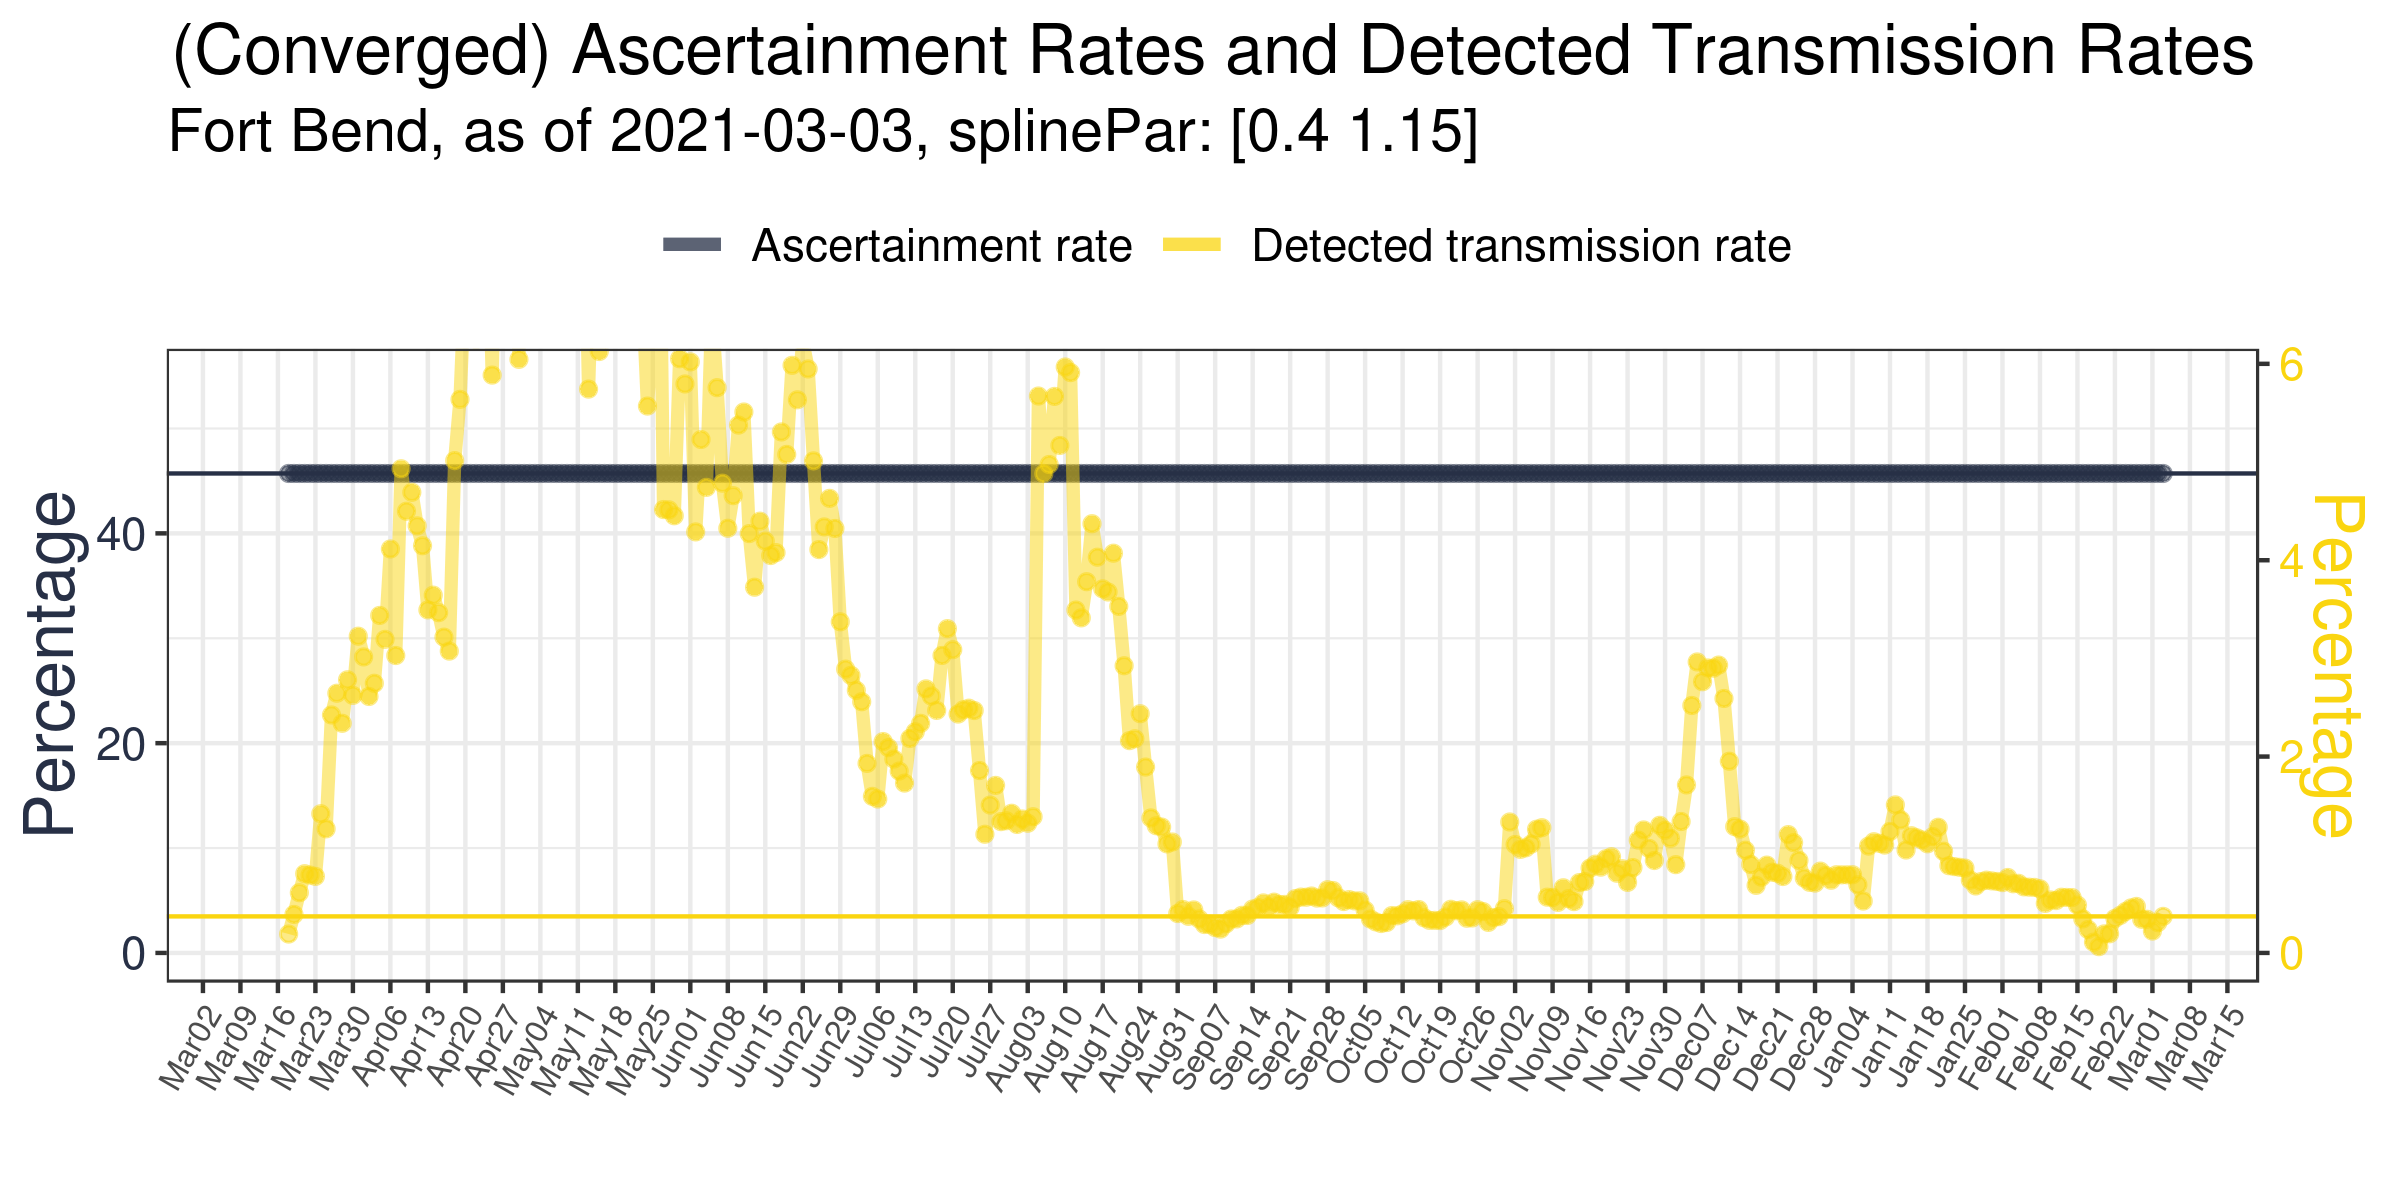 (Converged) Ascertainment Rates and Detected Transmission Rates
Fort Bend, as of 2021-03-03, splinePar: [0.4 1.15]
Ascertainment rate
Detected transmission rate
Percentage
40
20
0
6
4
2
0
Percentage
Mar02
Mar09
Mar16
Mar23
Mar30
Apr06
Apr13
Apr20
Apr27
May04
May11
May18
May25
Jun01
Jun08
Jun15
Jun22
Jun29
Jul06
Jul13
Jul20
Jul27
Aug03
Aug10
Aug17
Aug24
Aug31
Sep07
Sep14
Sep21
Sep28
Oct05
Oct12
Oct19
Oct26
Nov02
Nov09
Nov16
Nov23
Nov30
Dec07
Dec14
Dec21
Dec28
Jan04
Jan11
Jan18
Jan25
Feb01
Feb08
Feb15
Feb22
Mar01
Mar08
Mar15